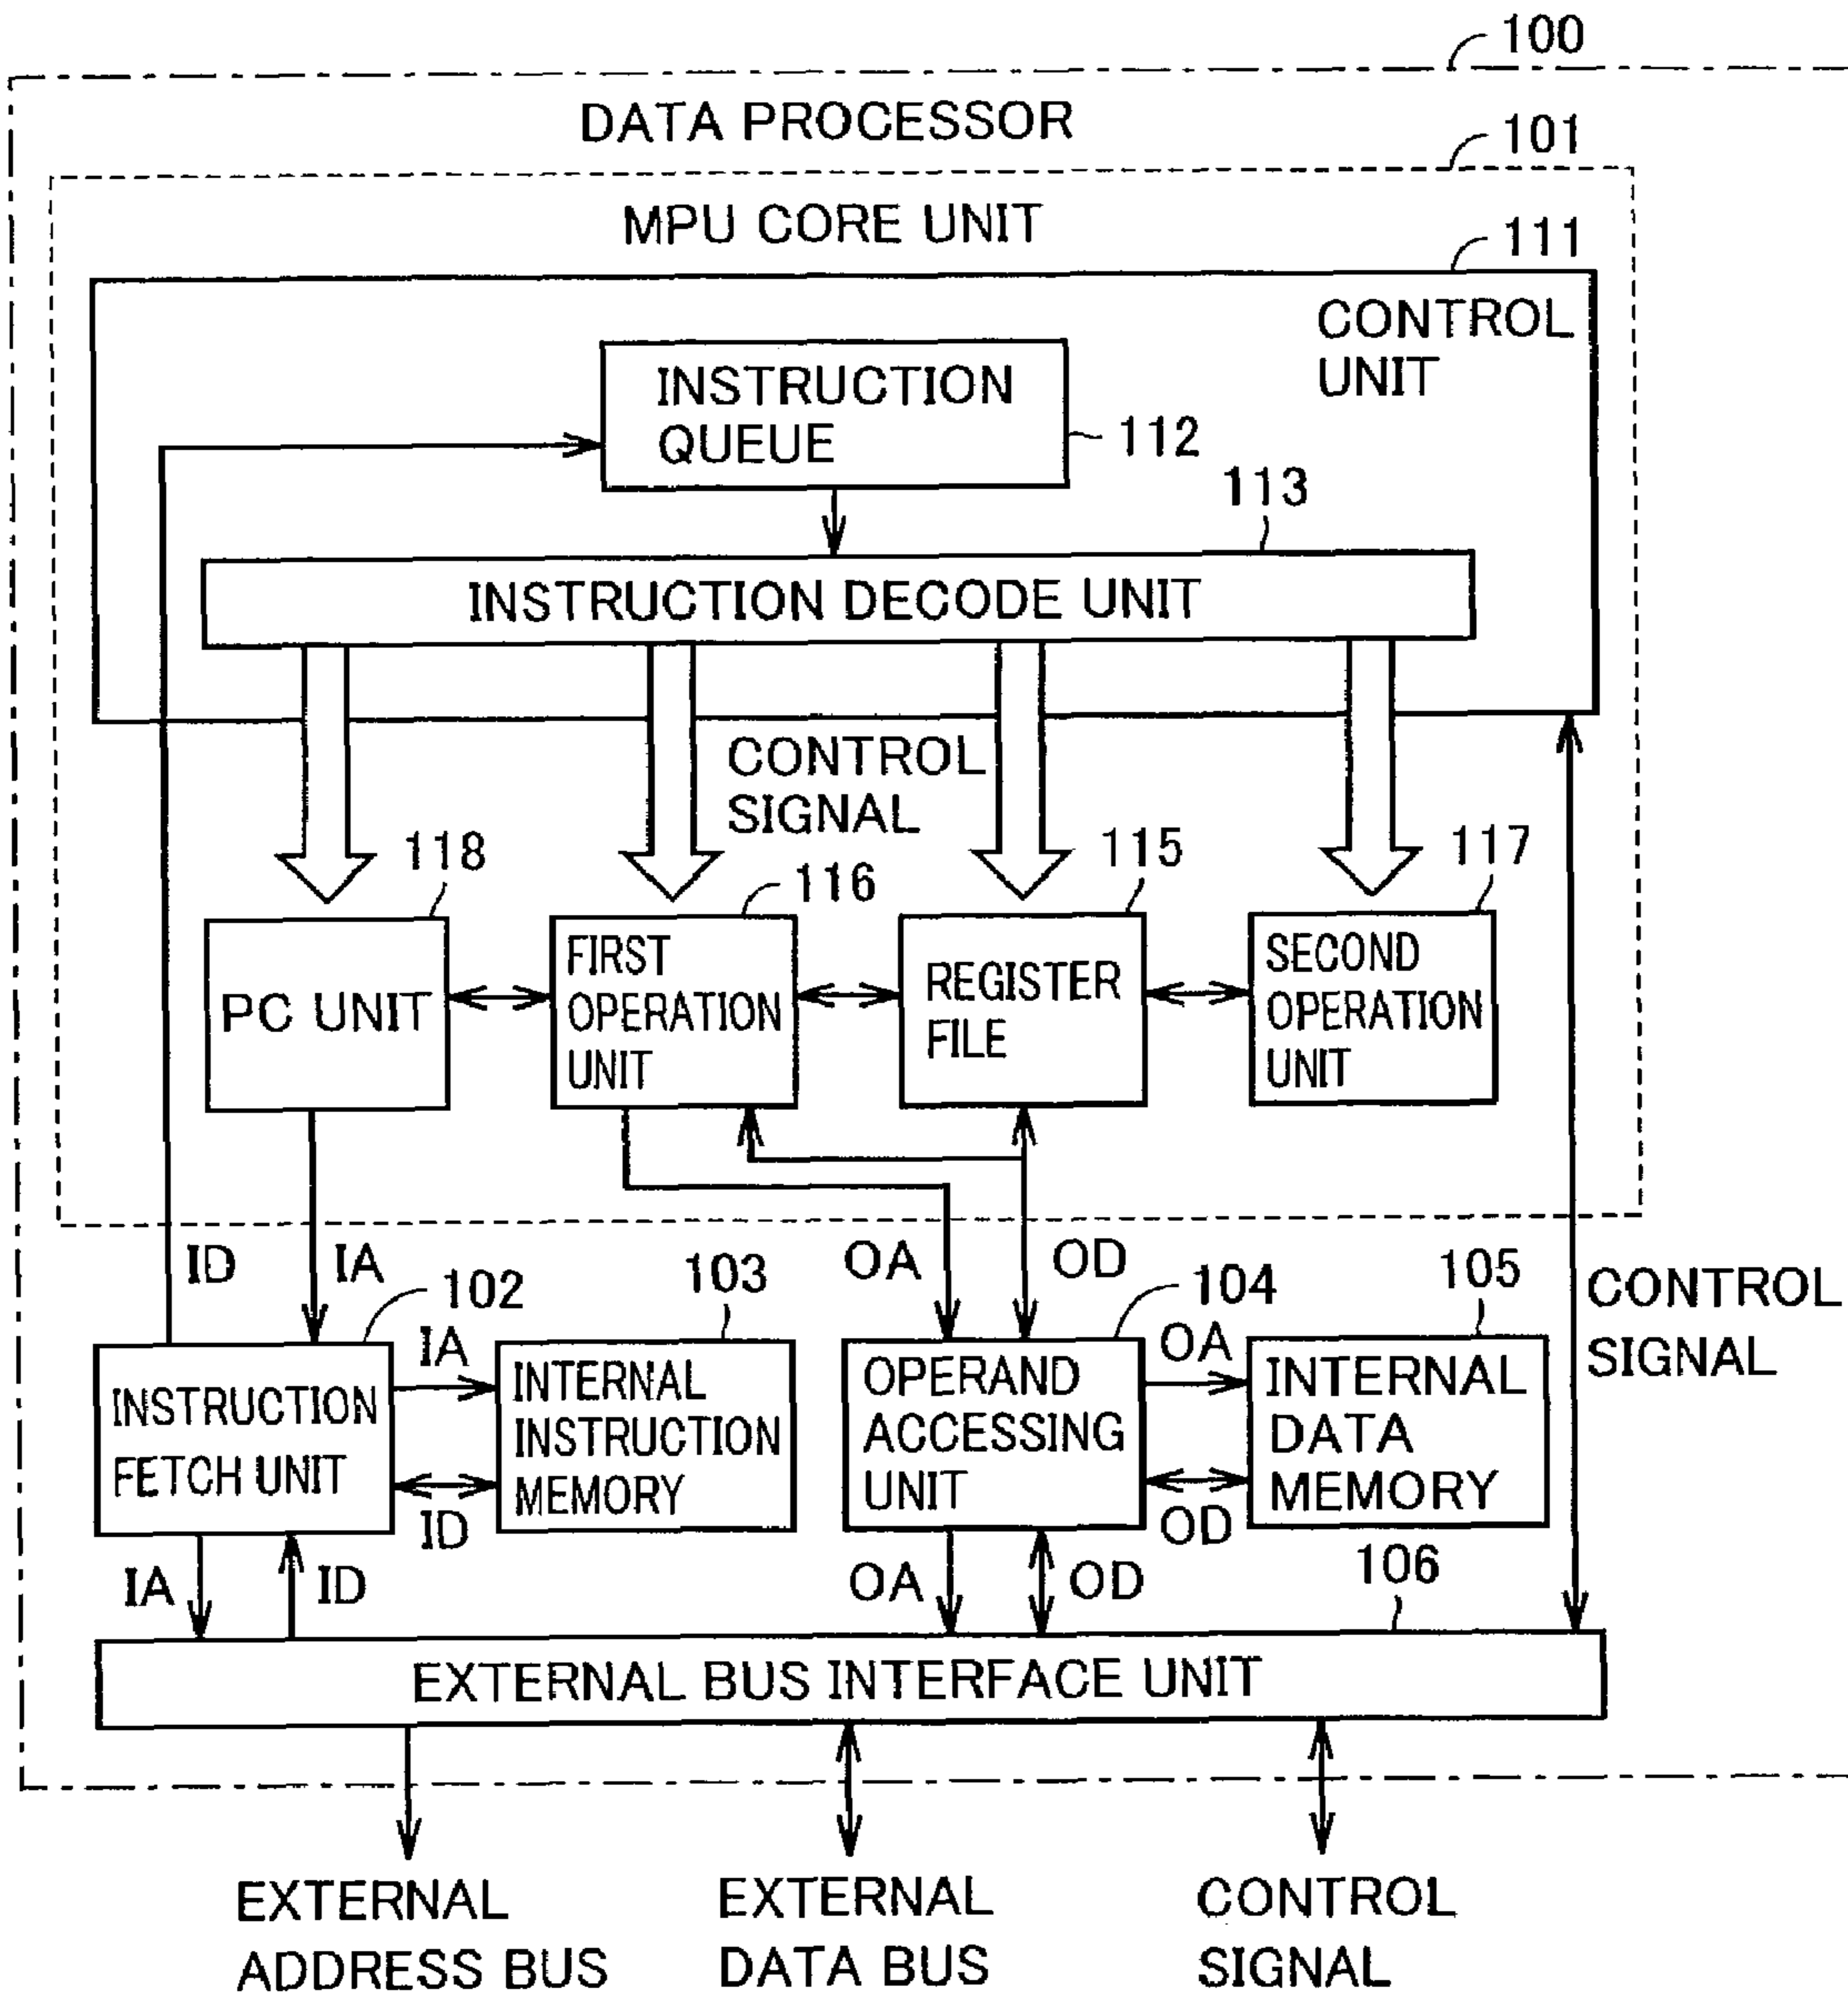 100
DATA PROCESSOR
101
MPU CORE UNIT
111
CONTROL
UNIT
INSTRUCTION
QUEUE
112
113
INSTRUCTION DECODE UNIT
CONTROL
SIGNAL
118
116
115
117
PC UNIT
FIRST
OPERATION
UNIT
REGISTER
FILE
SECOND
OPERATION
UNIT
ID
IA
OA
OD
102
103
104
105
CONTROL
SIGNAL
INSTRUCTION
FETCH UNIT
IA
ID
INTERNAL
INSTRUCTION
MEMORY
OPERAND
ACCESSING
UNIT
OA
OD
INTERNAL
DATA
MEMORY
IA
ID
OA
OD
106
EXTERNAL BUS INTERFACE UNIT
EXTERNAL
ADDRESS BUS
EXTERNAL
DATA BUS
CONTROL
SIGNAL